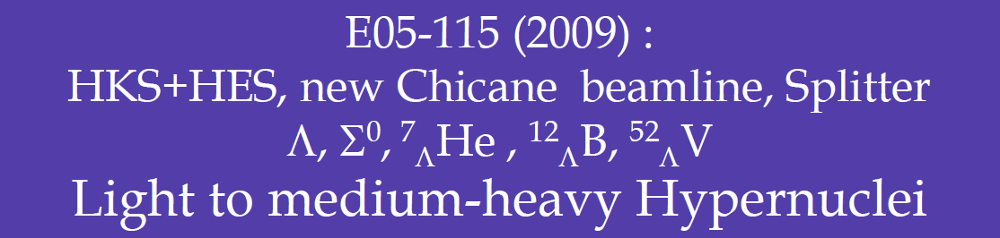 E05-115 (2009) :
HKS+HES, new Chicane beamline, Splitter
Λ, Σ⁰, ⁷ΛHe , ¹²ΛB, ⁵²ΛV
Light to medium-heavy Hypernuclei